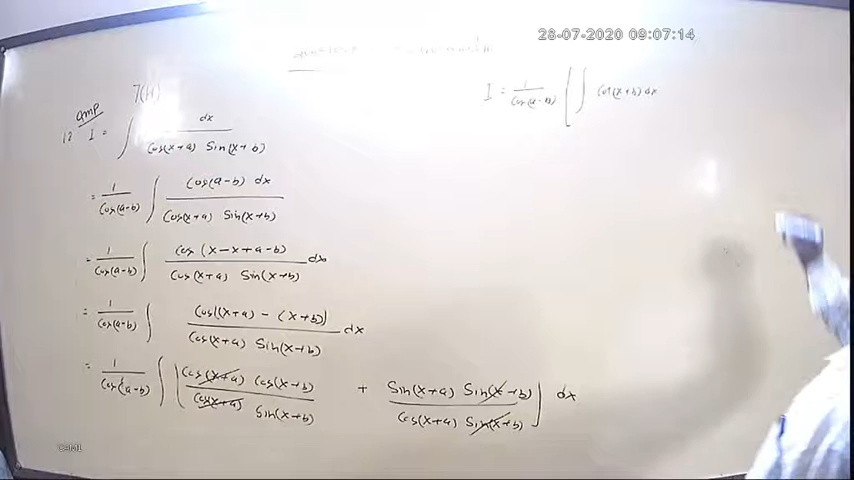 28-07-2020 09:07:14
7(H)
amp
12 I = ∫ dx / Cos(x+a) Sin(x+b)
= 1/Cos(a-b) ∫ Cos(a-b) dx / Cos(x+a) Sin(x+b)
= 1/Cos(a-b) ∫ Cos (x-x+a-b) / Cos(x+a) Sin(x+b) dx
= 1/Cos(a-b) ∫ Cos((x+a) - (x+b)) / Cos(x+a) Sin(x+b) dx
= 1/Cos(a-b) ∫ [ Cos(x+a) Cos(x+b) / Cos(x+a) Sin(x+b) + Sin(x+a) Sin(x+b) / Cos(x+a) Sin(x+b) ] dx
I = 1/Cos(a-b) [ ∫ Cot(x+b) dx
CAM1